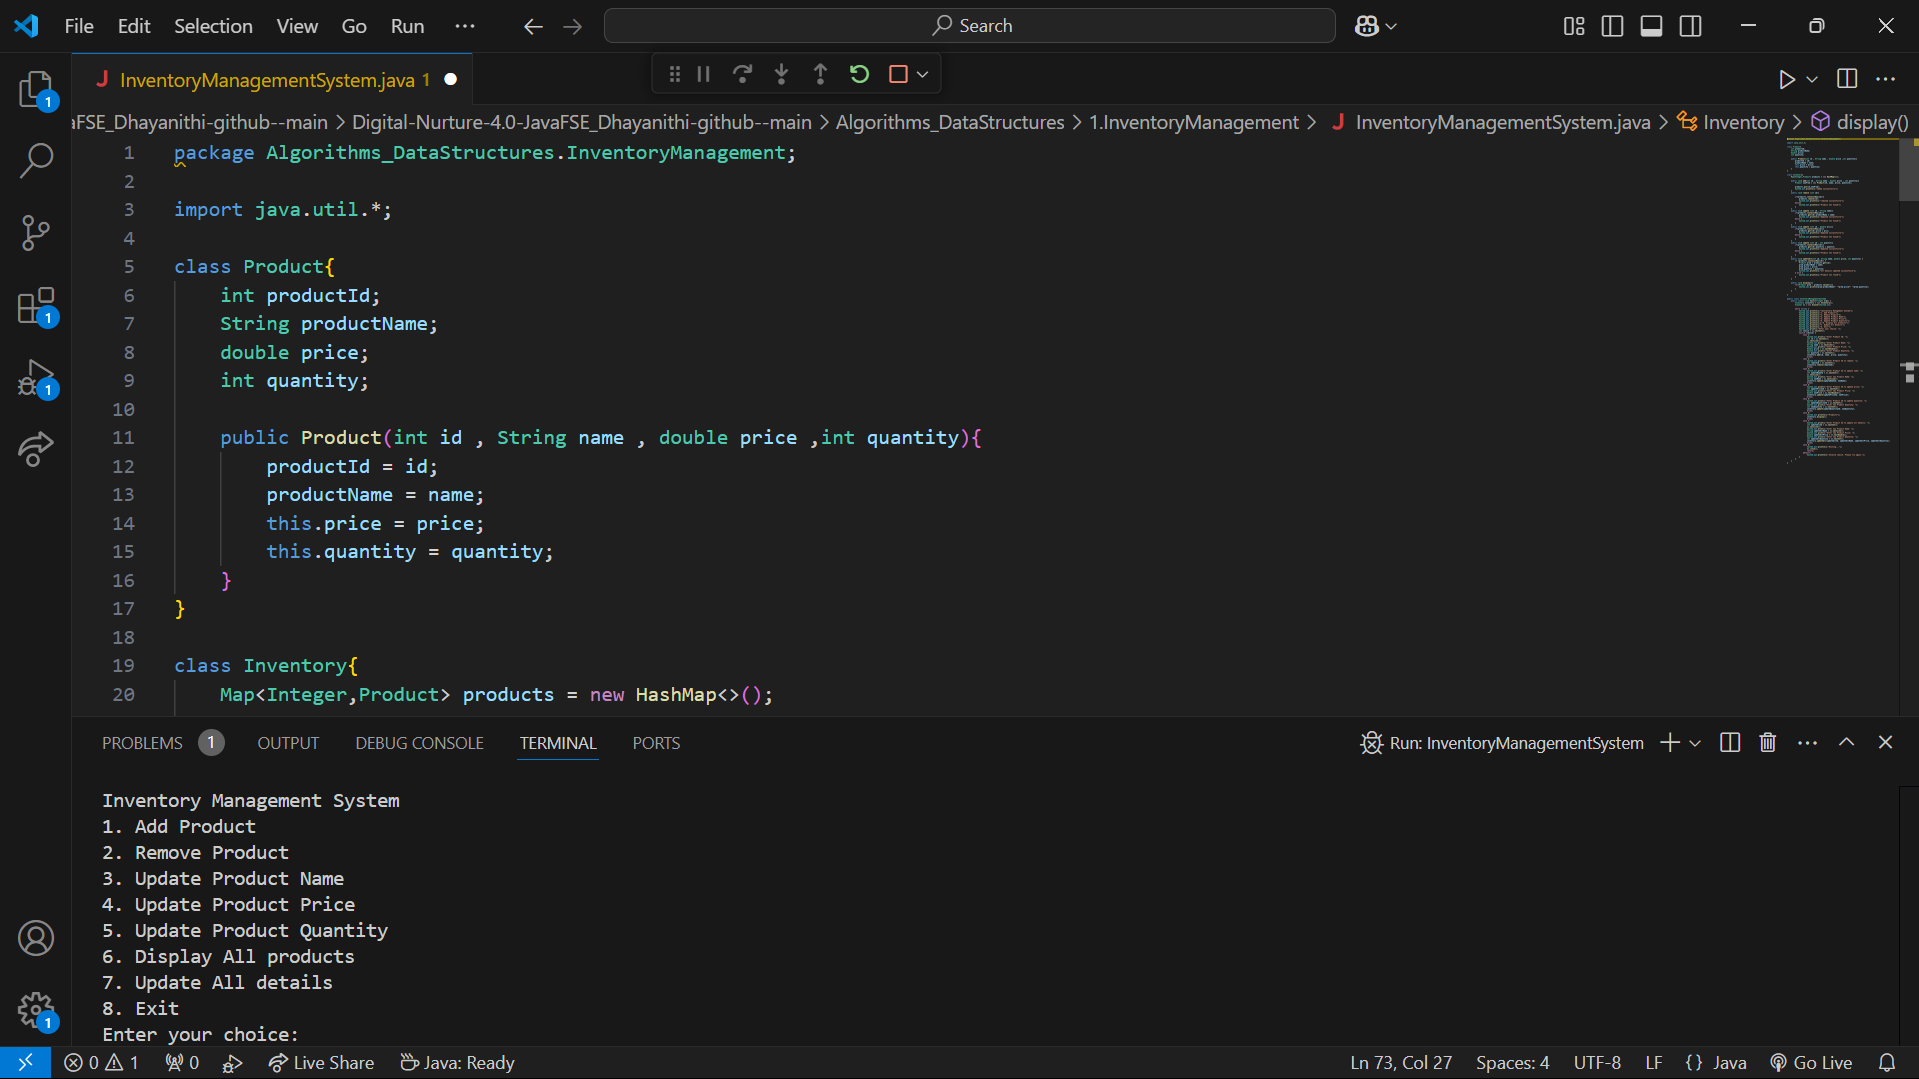 File Edit Selection View Go Run ··· Search
InventoryManagementSystem.java 1
aFSE_Dhayanithi-github--main > Digital-Nurture-4.0-JavaFSE_Dhayanithi-github--main > Algorithms_DataStructures > 1.InventoryManagement > J InventoryManagementSystem.java > Inventory > display()
1 package Algorithms_DataStructures.InventoryManagement;
2
3 import java.util.*;
4
5 class Product{
6 int productId;
7 String productName;
8 double price;
9 int quantity;
10
11 public Product(int id , String name , double price ,int quantity){
12 productId = id;
13 productName = name;
14 this.price = price;
15 this.quantity = quantity;
16 }
17 }
18
19 class Inventory{
20 Map<Integer,Product> products = new HashMap<>();
PROBLEMS 1 OUTPUT DEBUG CONSOLE TERMINAL PORTS Run: InventoryManagementSystem
Inventory Management System
1. Add Product
2. Remove Product
3. Update Product Name
4. Update Product Price
5. Update Product Quantity
6. Display All products
7. Update All details
8. Exit
Enter your choice:
0 1 0 Live Share Java: Ready Ln 73, Col 27 Spaces: 4 UTF-8 LF {} Java Go Live